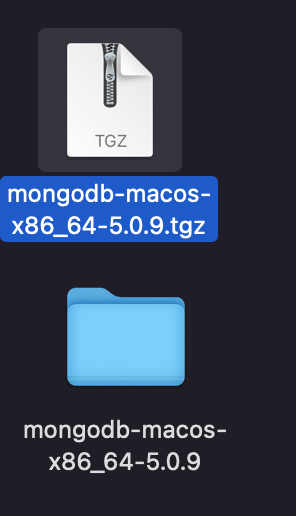 TGZ
mongodb-macos-
x86_64-5.0.9.tgz
mongodb-macos-
x86_64-5.0.9